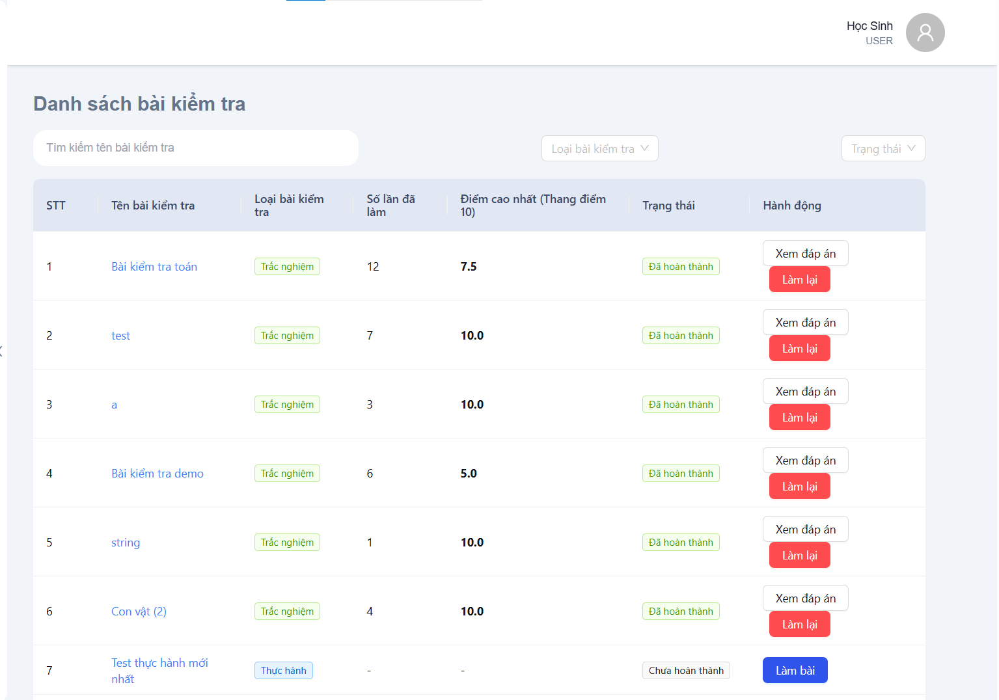 Học Sinh
USER
Danh sách bài kiểm tra
Tìm kiếm tên bài kiểm tra
Loại bài kiểm tra
Trạng thái
STT
Tên bài kiểm tra
Loại bài kiểm
tra
Số lần đã
làm
Điểm cao nhất (Thang điểm
10)
Trạng thái
Hành động
1
Bài kiểm tra toán
Trắc nghiệm
12
7.5
Đã hoàn thành
Xem đáp án
Làm lại
2
test
Trắc nghiệm
7
10.0
Đã hoàn thành
Xem đáp án
Làm lại
3
a
Trắc nghiệm
3
10.0
Đã hoàn thành
Xem đáp án
Làm lại
4
Bài kiểm tra demo
Trắc nghiệm
6
5.0
Đã hoàn thành
Xem đáp án
Làm lại
5
string
Trắc nghiệm
1
10.0
Đã hoàn thành
Xem đáp án
Làm lại
6
Con vật (2)
Trắc nghiệm
4
10.0
Đã hoàn thành
Xem đáp án
Làm lại
7
Test thực hành mới
nhất
Thực hành
-
-
Chưa hoàn thành
Làm bài